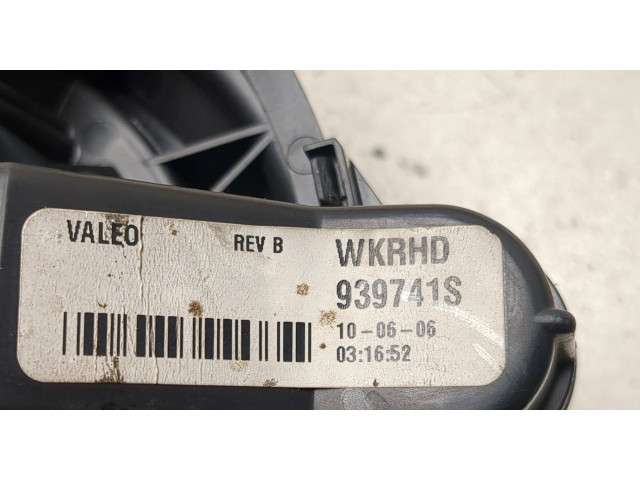 VALEO
REV B
WKRHD
939741S
10-06-06
03:16:52